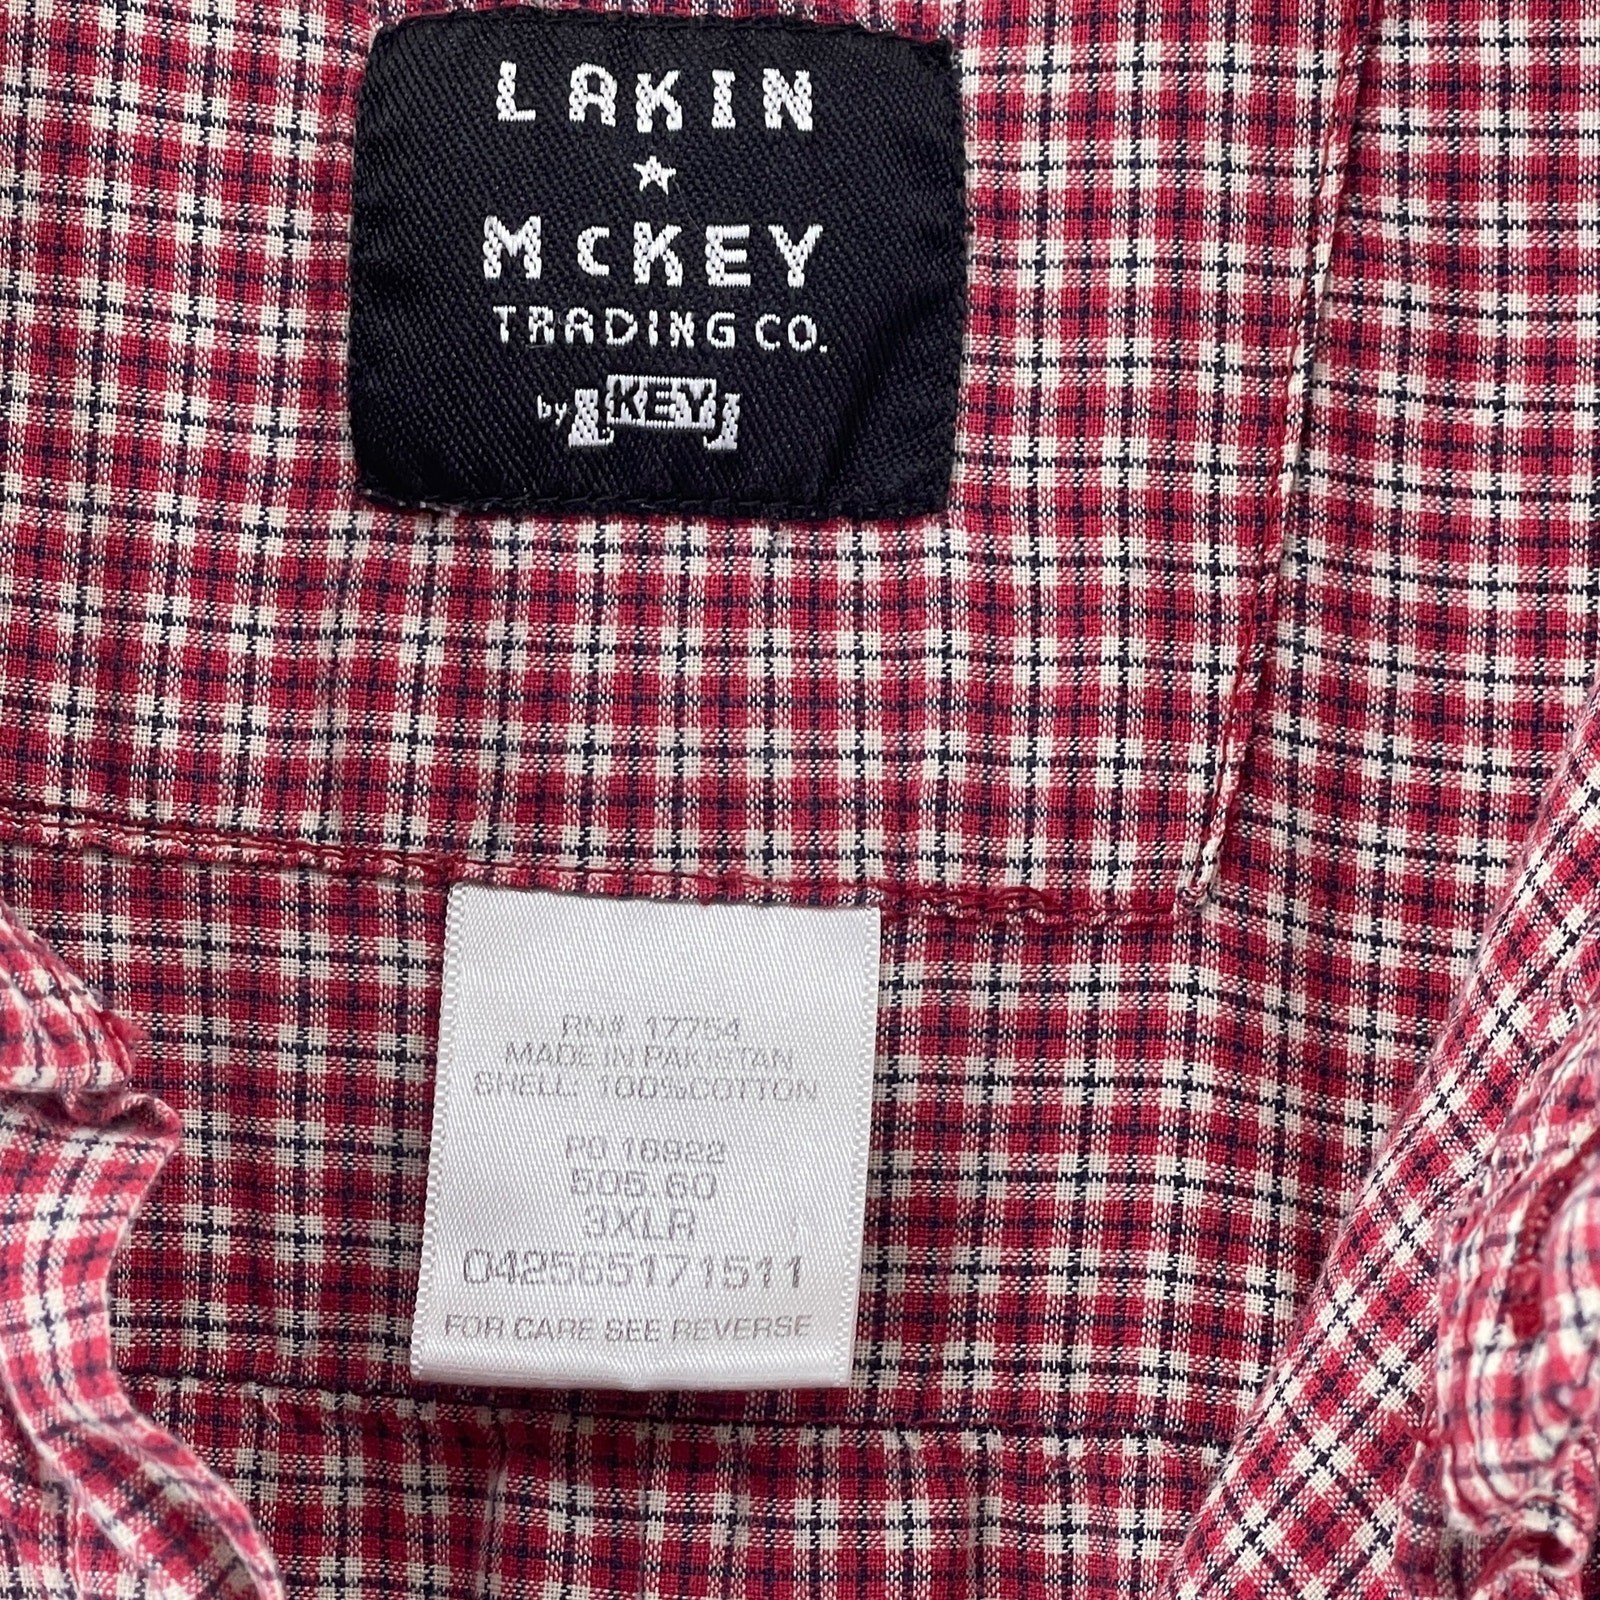 LAKIN
McKEY
TRADING CO.
by KEY
RN# 17754
MADE IN PAKISTAN
SHELL: 100%COTTON
PO 16922
505.60
3XLR
042565171511
FOR CARE SEE REVERSE